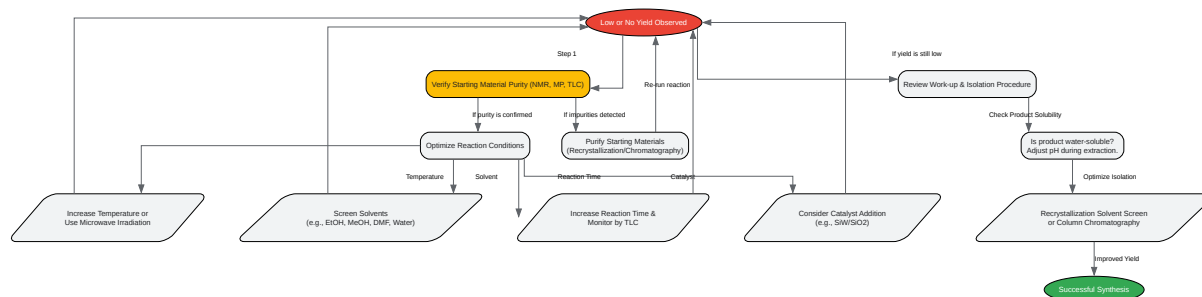 Low or No Yield Observed
Step 1
If yield is still low
Verify Starting Material Purity (NMR, MP, TLC)
Re-run reaction
Review Work-up & Isolation Procedure
If purity is confirmed
If impurities detected
Check Product Solubility
Optimize Reaction Conditions
Purify Starting Materials
(Recrystallization/Chromatography)
Is product water-soluble?
Adjust pH during extraction.
Temperature
Solvent
Reaction Time
Catalyst
Optimize Isolation
Increase Temperature or
Use Microwave Irradiation
Screen Solvents
(e.g., EtOH, MeOH, DMF, Water)
Increase Reaction Time &
Monitor by TLC
Consider Catalyst Addition
(e.g., SiW/SiO2)
Recrystallization Solvent Screen
or Column Chromatography
Improved Yield
Successful Synthesis